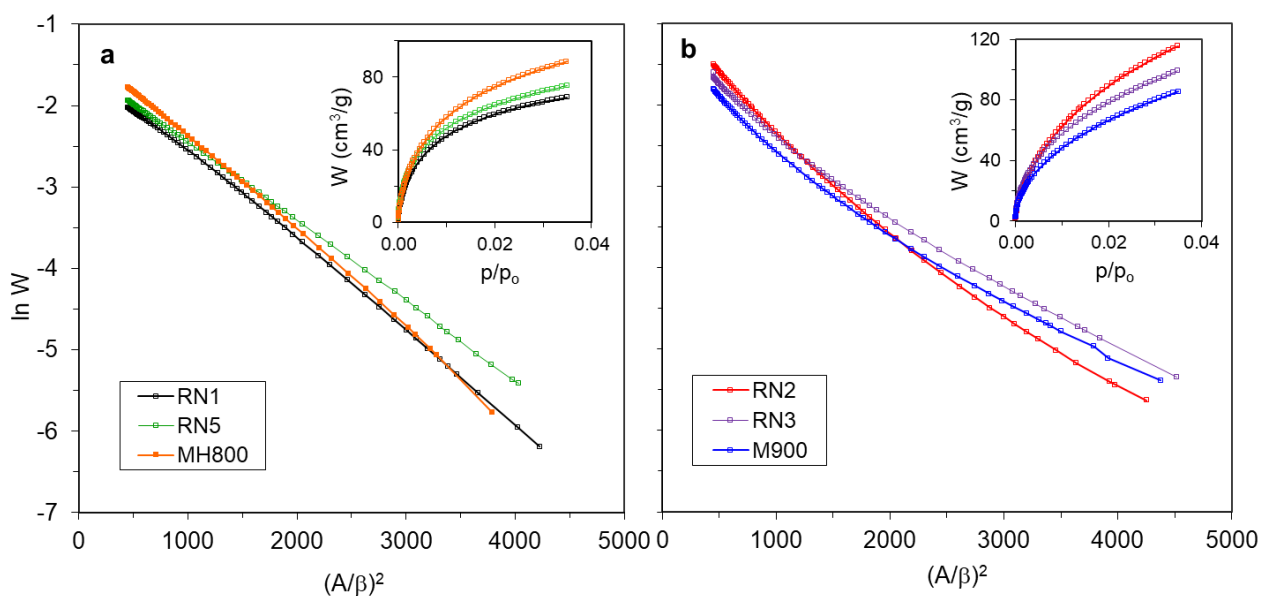 a
ln W
-1
-2
-3
-4
-5
-6
-7
0
1000
2000
3000
4000
5000
(A/β)²
RN1
RN5
MH800
W (cm³/g)
80
40
0
0.00
0.02
0.04
p/pₒ
b
0
1000
2000
3000
4000
5000
(A/β)²
RN2
RN3
M900
W (cm³/g)
120
80
40
0
0.00
0.02
0.04
p/pₒ